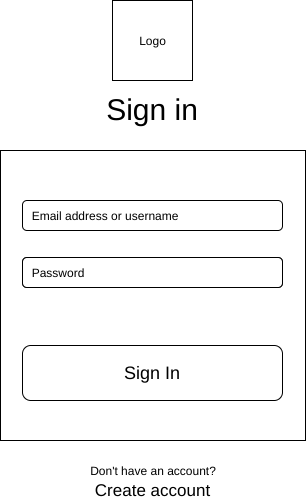 Logo
Sign in
Email address or username
Password
Sign In
Don't have an account?
Create account